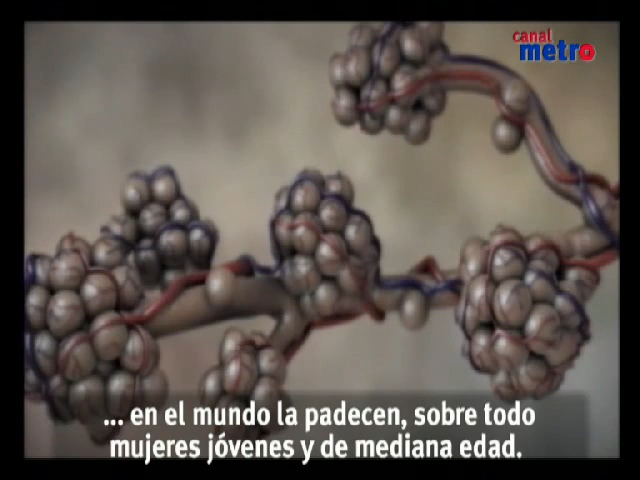 canal
metro
... en el mundo la padecen, sobre todo
mujeres jóvenes y de mediana edad.